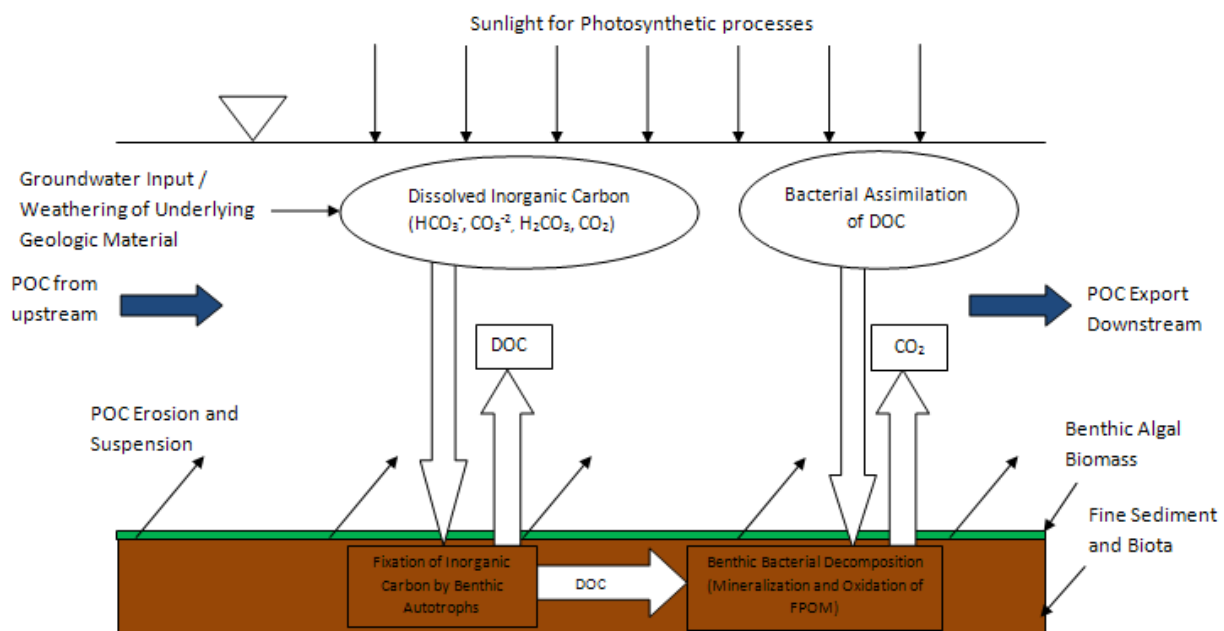 Sunlight for Photosynthetic processes
Groundwater Input /
Weathering of Underlying
Geologic Material
Dissolved Inorganic Carbon
(HCO₃⁻, CO₃⁻², H₂CO₃, CO₂)
Bacterial Assimilation
of DOC
POC from
upstream
POC Export
Downstream
DOC
CO₂
POC Erosion and
Suspension
Benthic Algal
Biomass
Fine Sediment
and Biota
Fixation of Inorganic
Carbon by Benthic
Autotrophs
DOC
Benthic Bacterial Decomposition
(Mineralization and Oxidation of
FPOM)